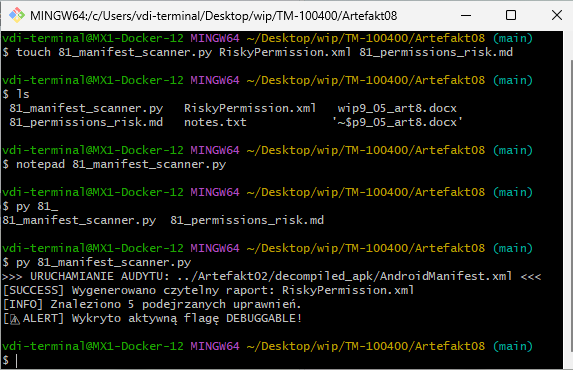 MINGW64:/c/Users/vdi-terminal/Desktop/wip/TM-100400/Artefakt08
vdi-terminal@MX1-Docker-12 MINGW64 ~/Desktop/wip/TM-100400/Artefakt08 (main)
$ touch 81_manifest_scanner.py RiskyPermission.xml 81_permissions_risk.md
vdi-terminal@MX1-Docker-12 MINGW64 ~/Desktop/wip/TM-100400/Artefakt08 (main)
$ ls
81_manifest_scanner.py   RiskyPermission.xml   wip9_05_art8.docx
81_permissions_risk.md   notes.txt            '~$p9_05_art8.docx'
vdi-terminal@MX1-Docker-12 MINGW64 ~/Desktop/wip/TM-100400/Artefakt08 (main)
$ notepad 81_manifest_scanner.py
vdi-terminal@MX1-Docker-12 MINGW64 ~/Desktop/wip/TM-100400/Artefakt08 (main)
$ py 81_
81_manifest_scanner.py  81_permissions_risk.md
vdi-terminal@MX1-Docker-12 MINGW64 ~/Desktop/wip/TM-100400/Artefakt08 (main)
$ py 81_manifest_scanner.py
>>> URUCHAMIANIE AUDYTU: ../Artefakt02/decompiled_apk/AndroidManifest.xml <<<
[SUCCESS] Wygenerowano czytelny raport: RiskyPermission.xml
[INFO] Znaleziono 5 podejrzanych uprawnień.
[⚠ALERT] Wykryto aktywną flagę DEBUGGABLE!
vdi-terminal@MX1-Docker-12 MINGW64 ~/Desktop/wip/TM-100400/Artefakt08 (main)
$